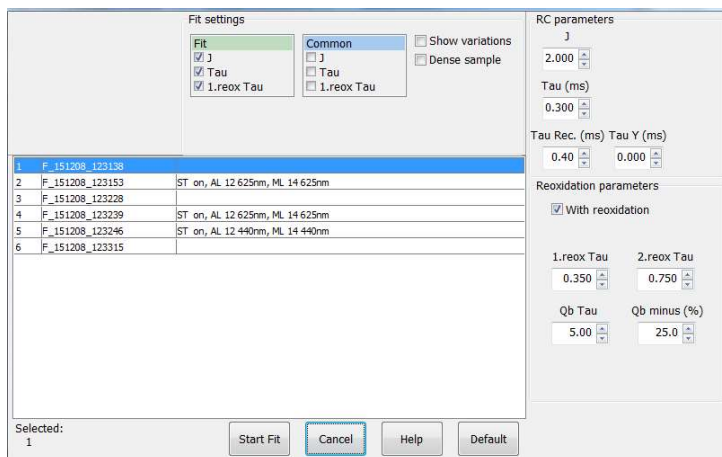 Fit settings
Fit
J
Tau
1.reox Tau
Common
J
Tau
1.reox Tau
Show variations
Dense sample
RC parameters
J
2.000
Tau (ms)
0.300
Tau Rec. (ms) Tau Y (ms)
0.40 0.000
Reoxidation parameters
With reoxidation
1.reox Tau 2.reox Tau
0.350 0.750
Qb Tau Qb minus (%)
5.00 25.0
1 F_151208_123138
2 F_151208_123153 ST on, AL 12 625nm, ML 14 625nm
3 F_151208_123228
4 F_151208_123239 ST on, AL 12 625nm, ML 14 625nm
5 F_151208_123246 ST on, AL 12 440nm, ML 14 440nm
6 F_151208_123315
Selected:
1
Start Fit Cancel Help Default